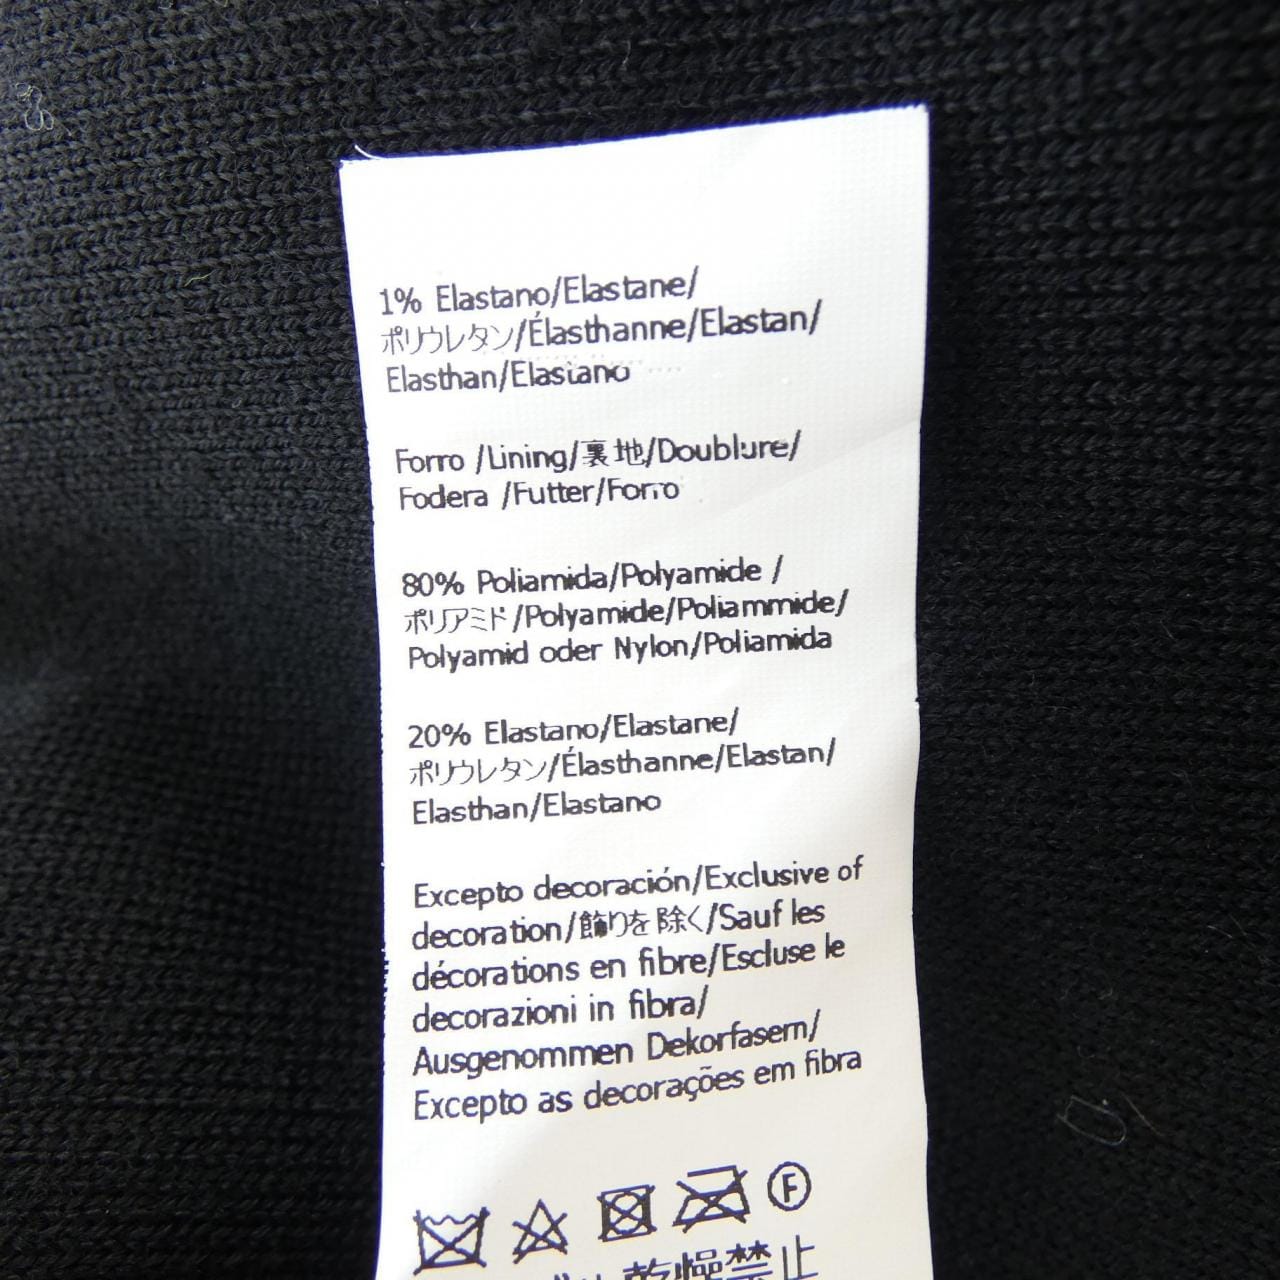 1% Elastano/Elastane/
ポリウレタン/Élasthanne/Elastan/
Elasthan/Elastano
Forro /Lining/裏地/Doublure/
Fodera /Futter/Forro
80% Poliamida/Polyamide /
ポリアミド/Polyamide/Poliammide/
Polyamid oder Nylon/Poliamida
20% Elastano/Elastane/
ポリウレタン/Élasthanne/Elastan/
Elasthan/Elastano
Excepto decoración/Exclusive of
decoration/飾りを除く/Sauf les
décorations en fibre/Escluse le
decorazioni in fibra/
Ausgenommen Dekorfasern/
Excepto as decorações em fibra
F
乾燥禁止